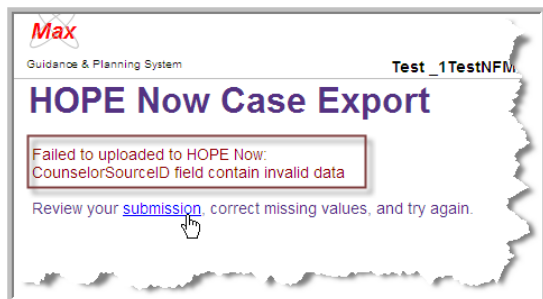 Max
Guidance & Planning System
Test _1TestNFM
HOPE Now Case Export
Failed to uploaded to HOPE Now:
CounselorSourceID field contain invalid data
Review your submission, correct missing values, and try again.